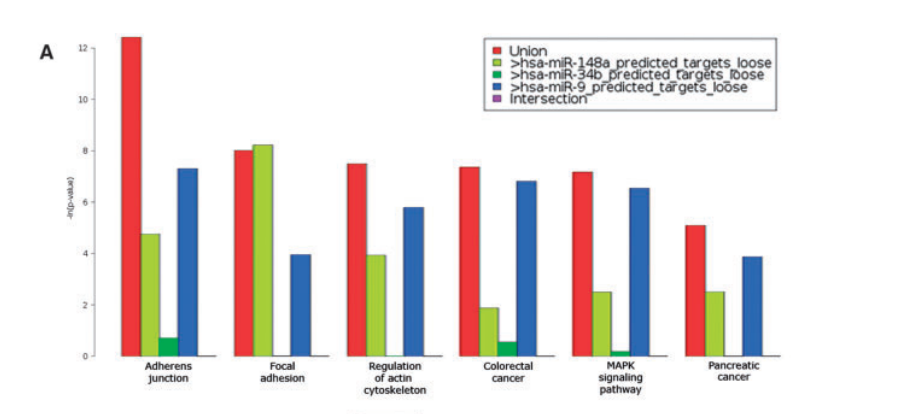 A
Union
>hsa-miR-148a_predicted_targets_loose
>hsa-miR-34b_predicted_targets_loose
>hsa-miR-9_predicted_targets_loose
Intersection
-ln(p-value)
12
10
8
6
4
2
0
Adherens
junction
Focal
adhesion
Regulation
of actin
cytoskeleton
Colorectal
cancer
MAPK
signaling
pathway
Pancreatic
cancer